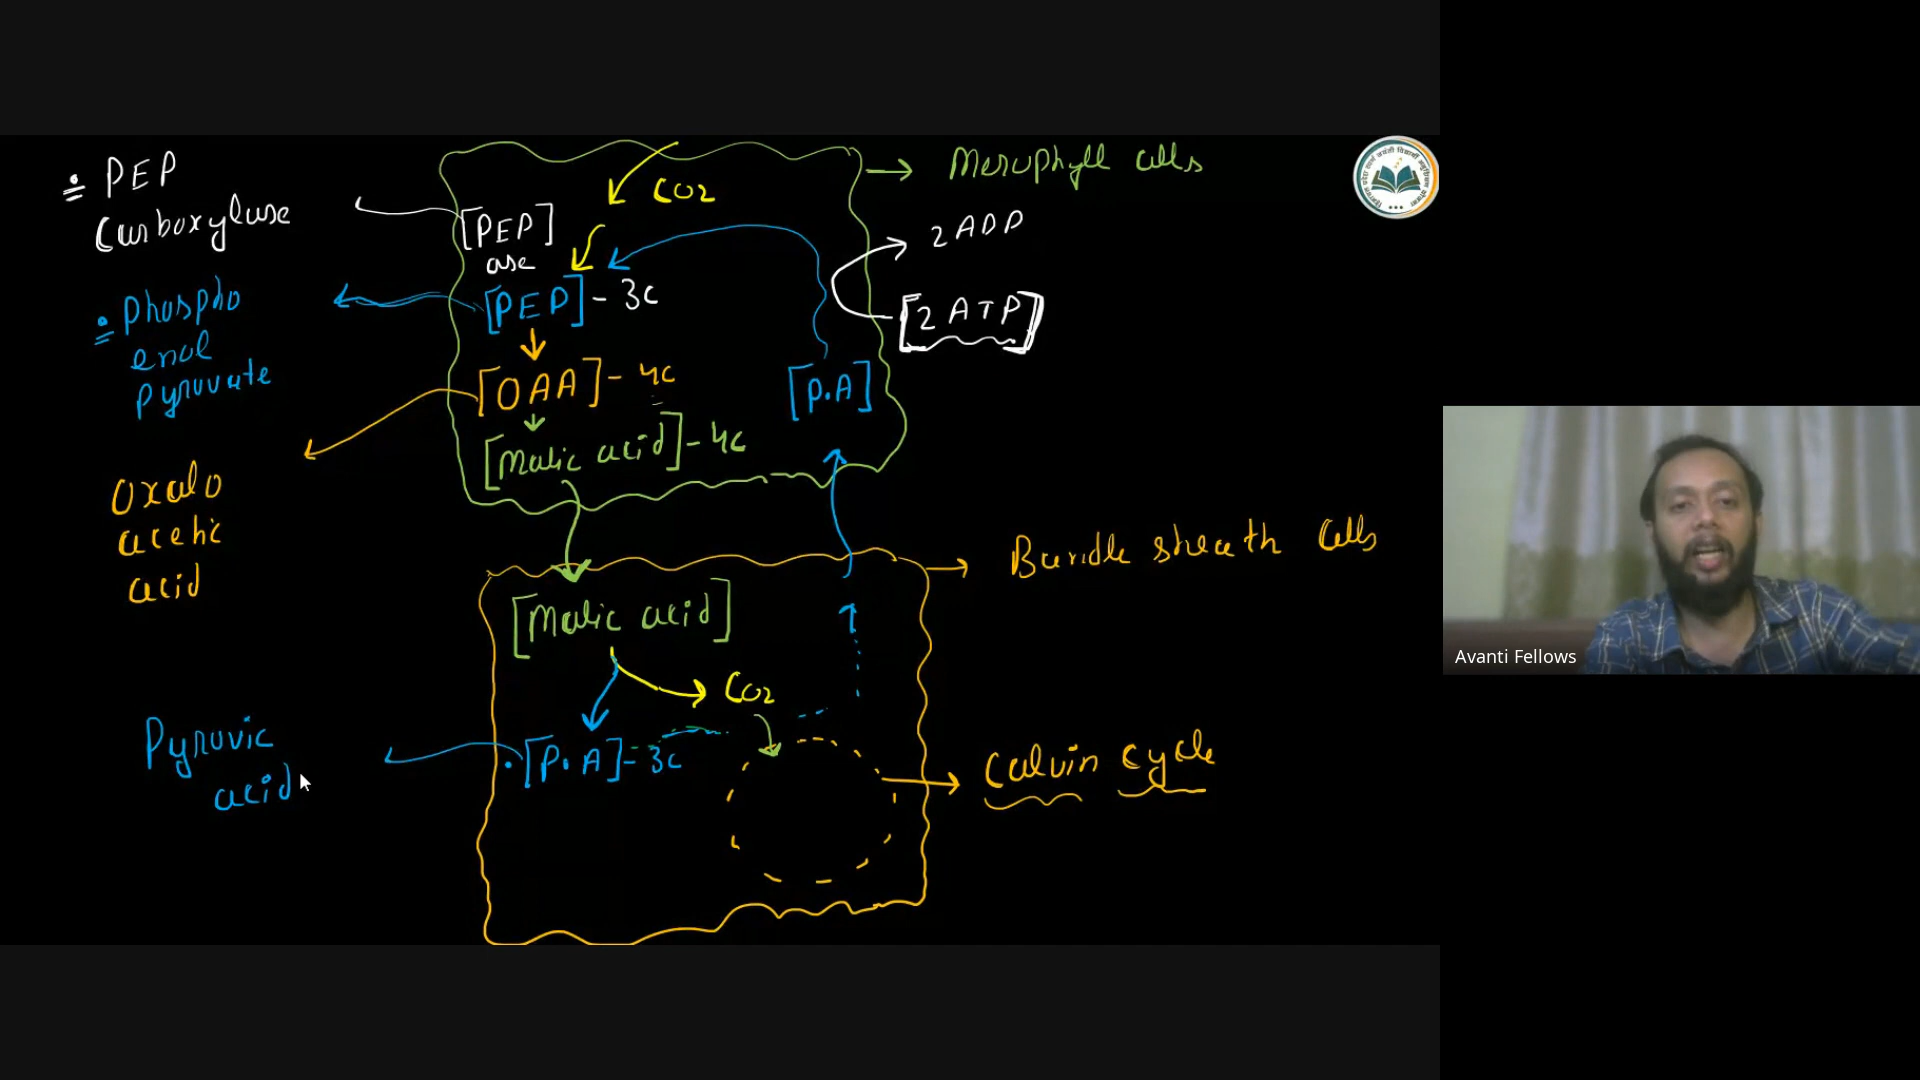 PEP
Carboxylase
Phospho
enol
Pyruvate
Oxalo
acetic
acid
Pyruvic
acid
CO2
[PEP]
ase
[PEP] - 3C
[OAA] - 4C
[Malic acid] - 4C
[P.A]
Mesophyll cells
2 ADP
[2 ATP]
Bundle sheath Cells
[Malic acid]
CO2
[P.A] - 3C
Calvin Cycle
Avanti Fellows